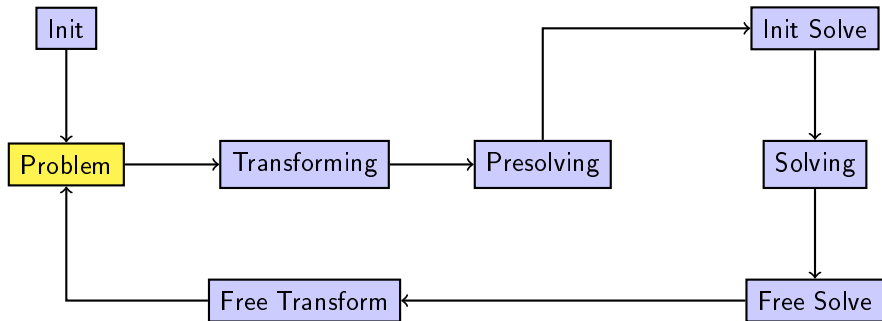 Init
Init Solve
Problem
Transforming
Presolving
Solving
Free Transform
Free Solve